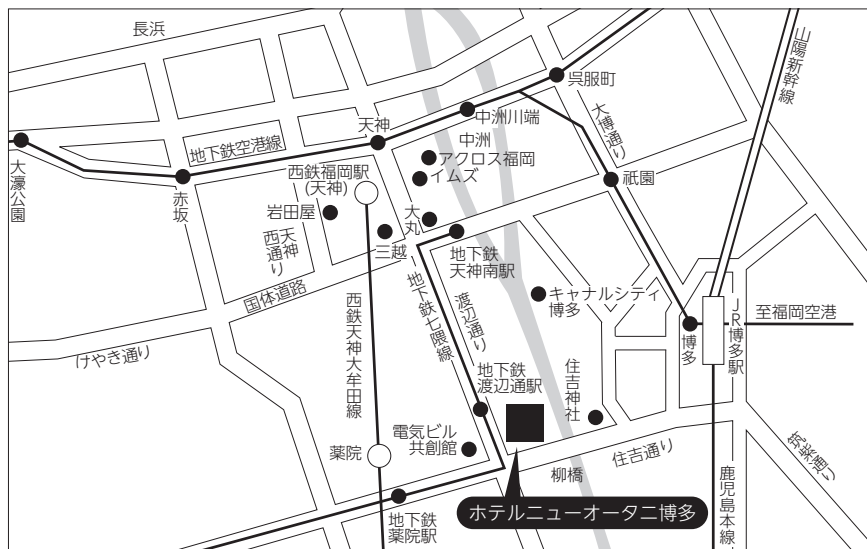 長浜
山陽新幹線
呉服町
大博通り
中洲川端
天神
中洲
地下鉄空港線
アクロス福岡
イムズ
大濠公園
赤坂
西鉄福岡駅
(天神)
祇園
岩田屋
大丸
三越
西天神
通り
地下鉄
天神南駅
国体道路
地下鉄七隈線
渡辺通り
キャナルシティ
博多
西鉄天神大牟田線
けやき通り
至福岡空港
博多
JR博多駅
地下鉄
渡辺通駅
住吉神社
電気ビル
共創館
薬院
住吉通り
筑紫通り
柳橋
鹿児島本線
ホテルニューオータニ博多
地下鉄
薬院駅